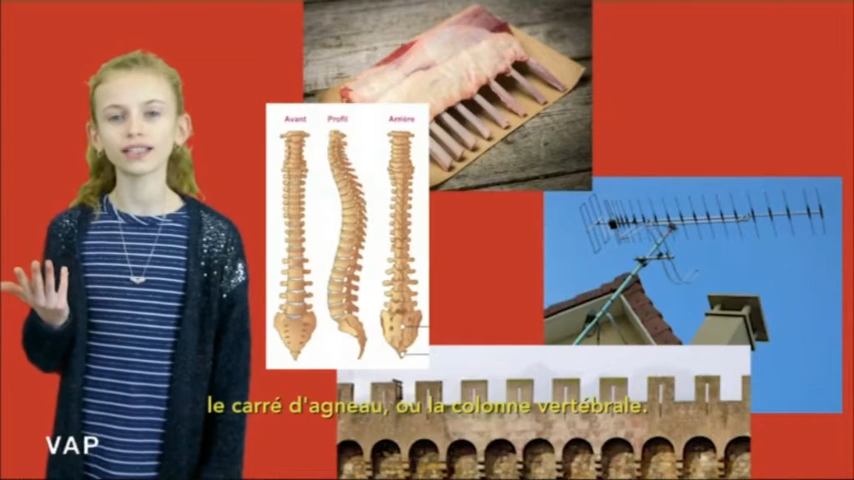 Avant Profil Arrière
le carré d'agneau, ou la colonne vertébrale.
VAP